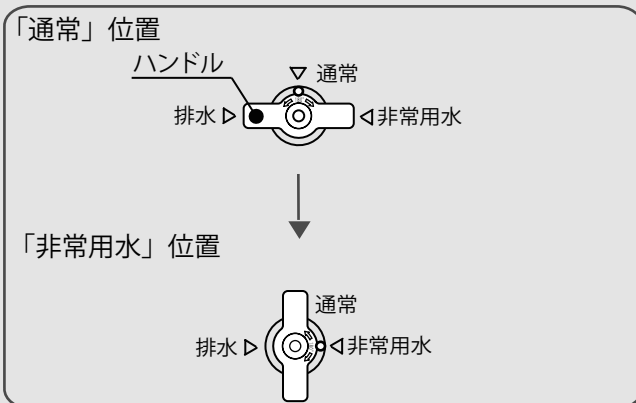 「通常」位置
ハンドル
▽ 通常
排水 ▷
◁ 非常用水
「非常用水」位置
通常
排水 ▷
◁ 非常用水